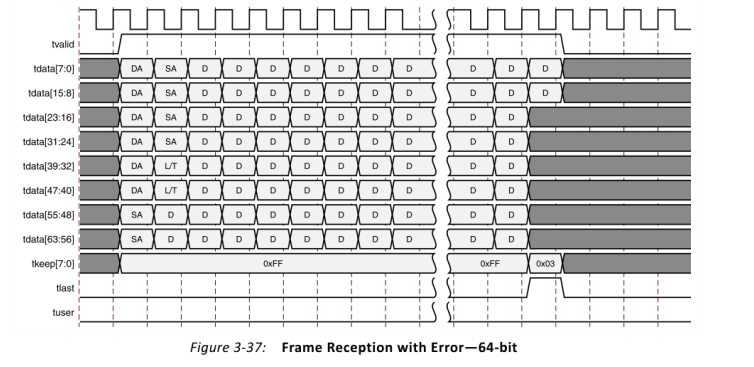 tvalid
tdata[7:0] DA SA D D D D D D D D D D
tdata[15:8] DA SA D D D D D D D D D D
tdata[23:16] DA SA D D D D D D D D D
tdata[31:24] DA SA D D D D D D D D D
tdata[39:32] DA L/T D D D D D D D D D
tdata[47:40] DA L/T D D D D D D D D D
tdata[55:48] SA D D D D D D D D D D
tdata[63:56] SA D D D D D D D D D D
tkeep[7:0] 0xFF 0xFF 0x03
tlast
tuser
Figure 3-37: Frame Reception with Error—64-bit